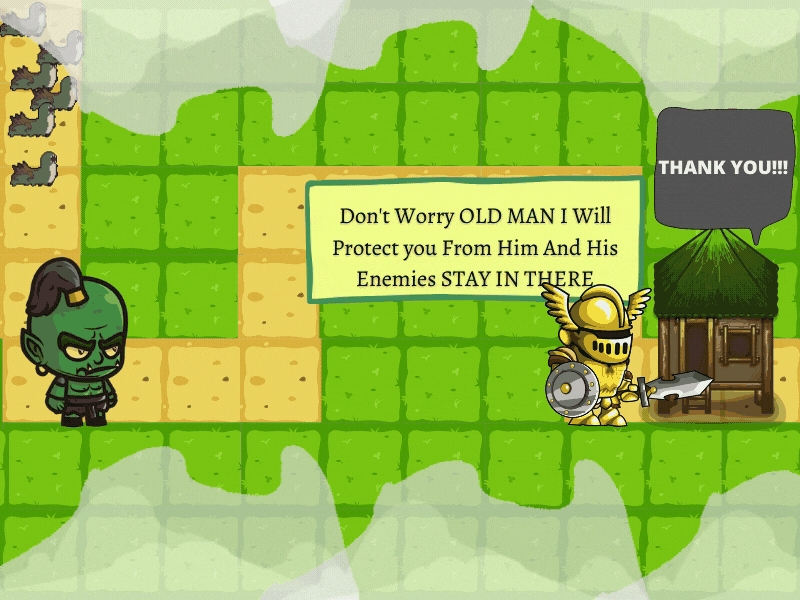 Don't Worry OLD MAN I Will
Protect you From Him And His
Enemies STAY IN THERE
THANK YOU!!!